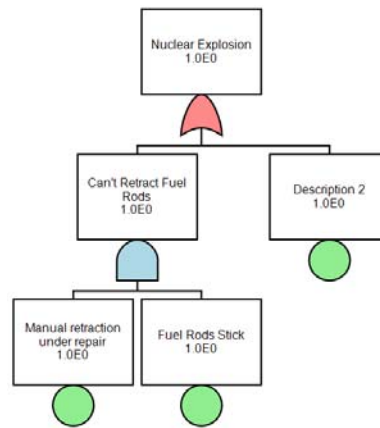 Nuclear Explosion
1.0E0
Can't Retract Fuel
Rods
1.0E0
Description 2
1.0E0
Manual retraction
under repair
1.0E0
Fuel Rods Stick
1.0E0